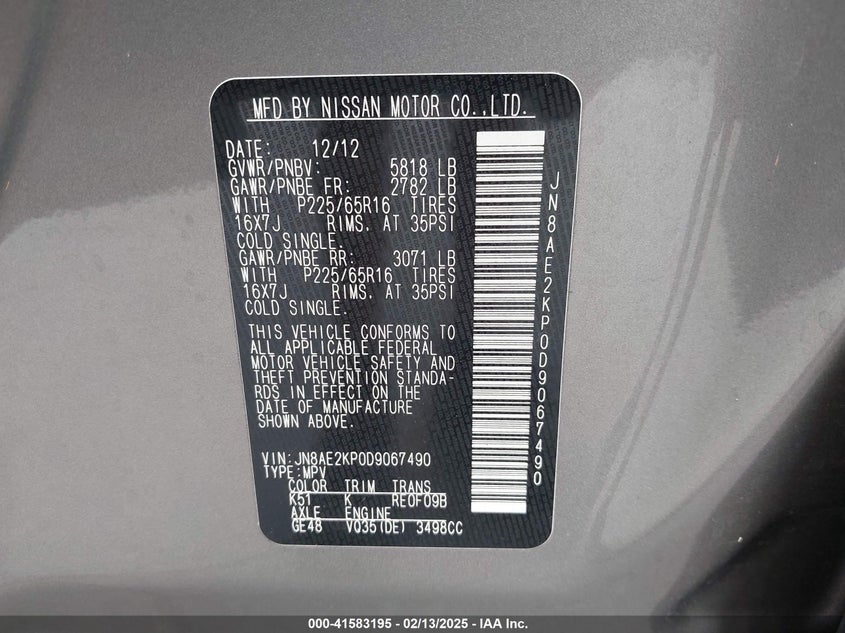 MFD BY NISSAN MOTOR CO.,LTD.
DATE: 12/12
GVWR/PNBV: 5818 LB
GAWR/PNBE FR: 2782 LB
WITH P225/65R16 TIRES
16X7J RIMS. AT 35PSI
COLD SINGLE.
GAWR/PNBE RR: 3071 LB
WITH P225/65R16 TIRES
16X7J RIMS. AT 35PSI
COLD SINGLE.
THIS VEHICLE CONFORMS TO
ALL APPLICABLE FEDERAL
MOTOR VEHICLE SAFETY AND
THEFT PREVENTION STANDA-
RDS IN EFFECT ON THE
DATE OF MANUFACTURE
SHOWN ABOVE.
VIN:JN8AE2KP0D9067490
TYPE:MPV
COLOR TRIM TRANS
K51 K RE0F09B
AXLE ENGINE
GE48 VQ35(DE) 3498CC
JN8AE2KP0D9067490
000-41583195 - 02/13/2025 - IAA Inc.